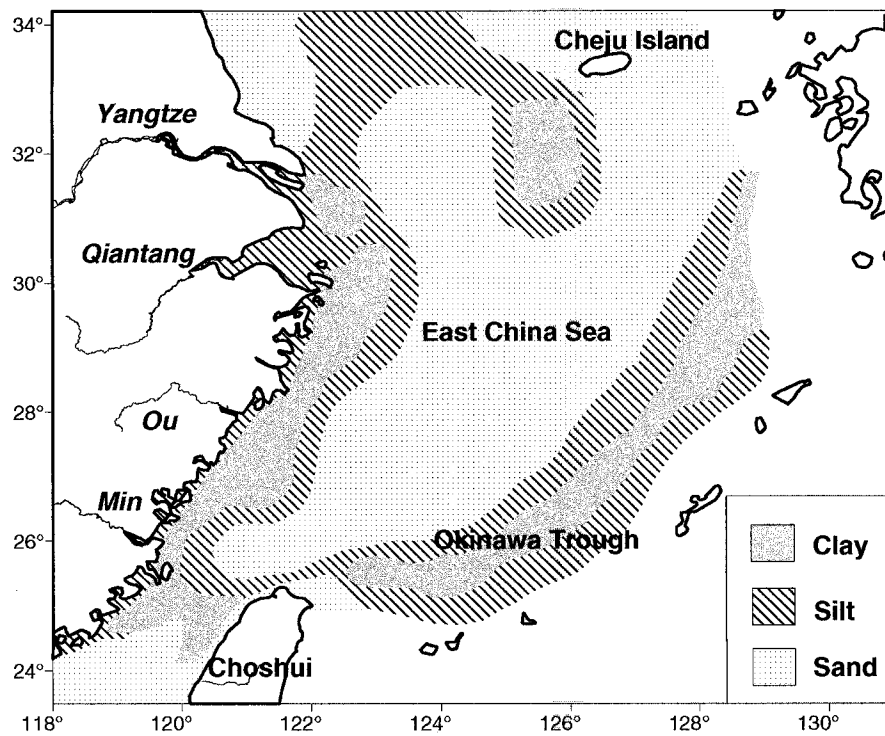 34°
Cheju Island
Yangtze
32°
Qiantang
30°
East China Sea
28°
Ou
Min
26°
Okinawa Trough
Clay
Silt
24°
Choshui
Sand
118°
120°
122°
124°
126°
128°
130°